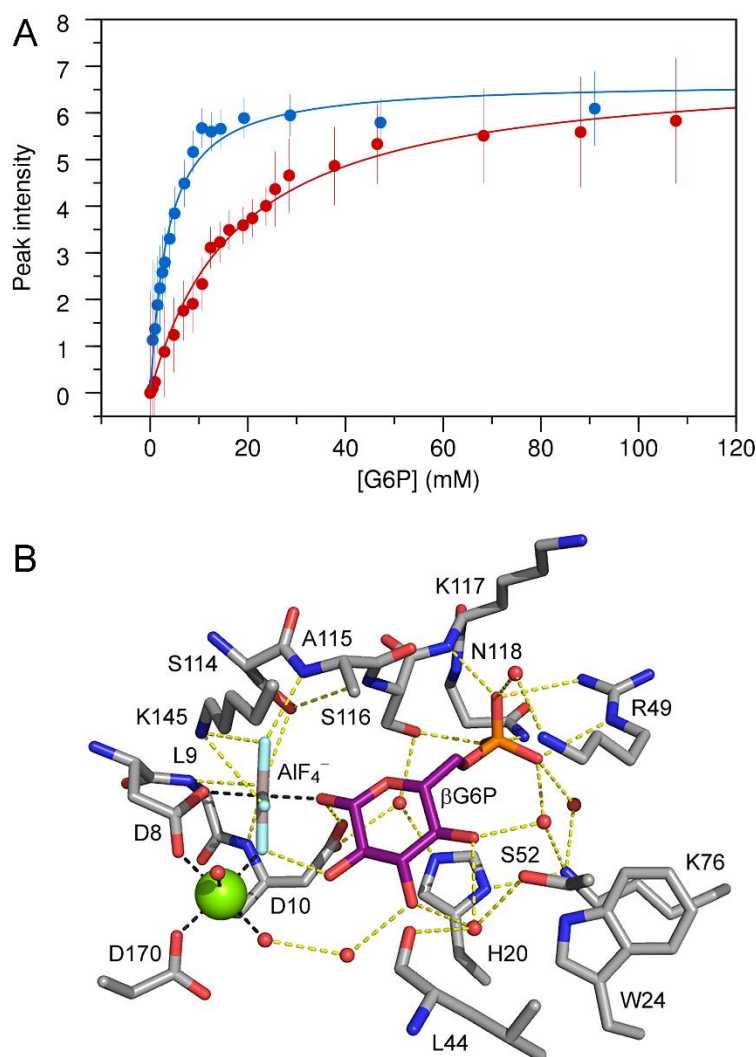 A
8
7
6
5
4
3
2
1
0
Peak intensity
0 20 40 60 80 100 120
[G6P] (mM)
B
K117
A115
S114
N118
S116
R49
K145
L9
AlF₄⁻
βG6P
D8
S52
K76
D10
D170
H20
W24
L44